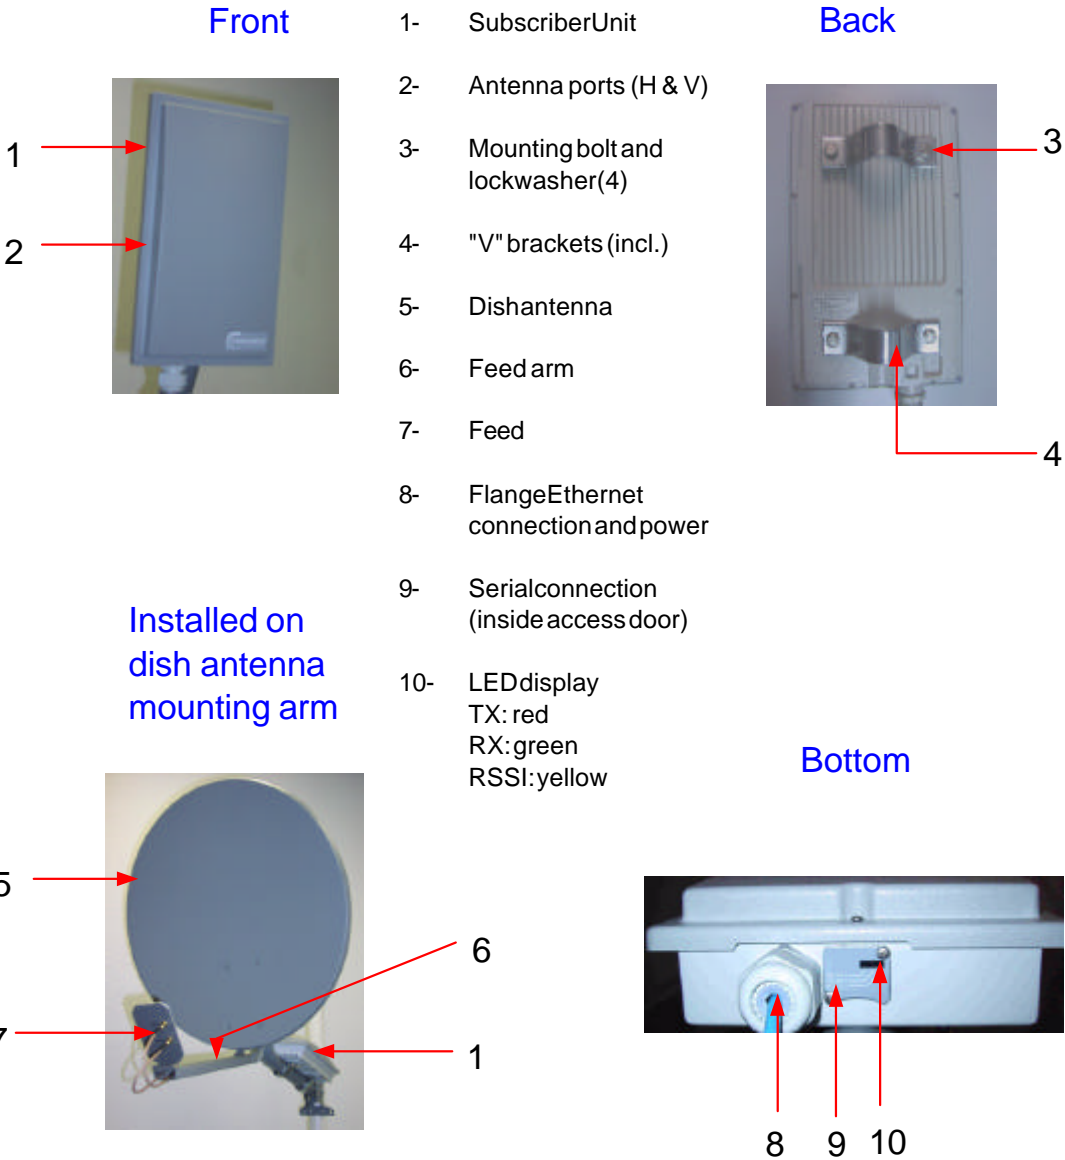 Front
1- SubscriberUnit
2- Antenna ports (H & V)
3- Mounting bolt and
lockwasher(4)
4- "V" brackets (incl.)
5- Dishantenna
6- Feed arm
7- Feed
8- FlangeEthernet
connection and power
9- Serialconnection
(inside access door)
10- LED display
TX: red
RX: green
RSSI: yellow
Back
1
2
3
4
Installed on
dish antenna
mounting arm
5
6
7
1
Bottom
8 9 10